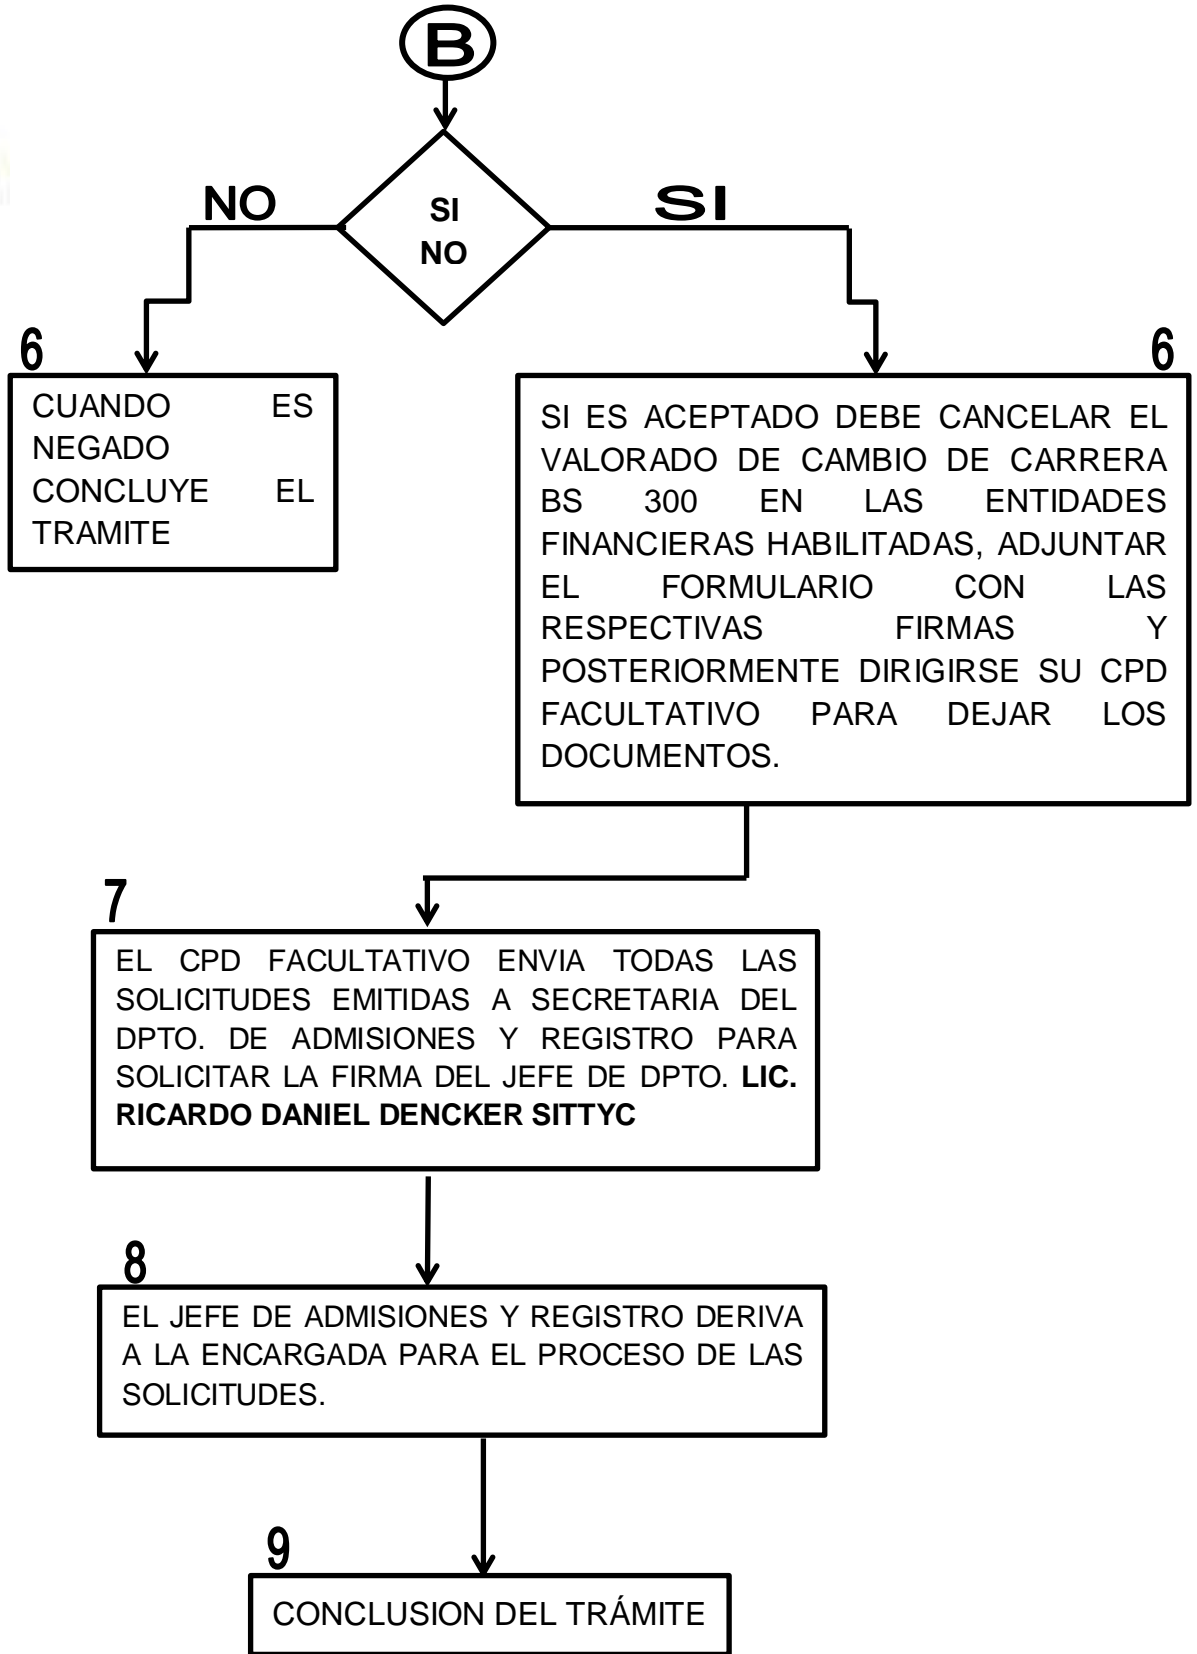 B
NO
SI
SI
NO
6
CUANDO ES
NEGADO
CONCLUYE EL
TRAMITE
6
SI ES ACEPTADO DEBE CANCELAR EL
VALORADO DE CAMBIO DE CARRERA
BS 300 EN LAS ENTIDADES
FINANCIERAS HABILITADAS, ADJUNTAR
EL FORMULARIO CON LAS
RESPECTIVAS FIRMAS Y
POSTERIORMENTE DIRIGIRSE SU CPD
FACULTATIVO PARA DEJAR LOS
DOCUMENTOS.
7
EL CPD FACULTATIVO ENVIA TODAS LAS
SOLICITUDES EMITIDAS A SECRETARIA DEL
DPTO. DE ADMISIONES Y REGISTRO PARA
SOLICITAR LA FIRMA DEL JEFE DE DPTO. LIC.
RICARDO DANIEL DENCKER SITTYC
8
EL JEFE DE ADMISIONES Y REGISTRO DERIVA
A LA ENCARGADA PARA EL PROCESO DE LAS
SOLICITUDES.
9
CONCLUSION DEL TRÁMITE